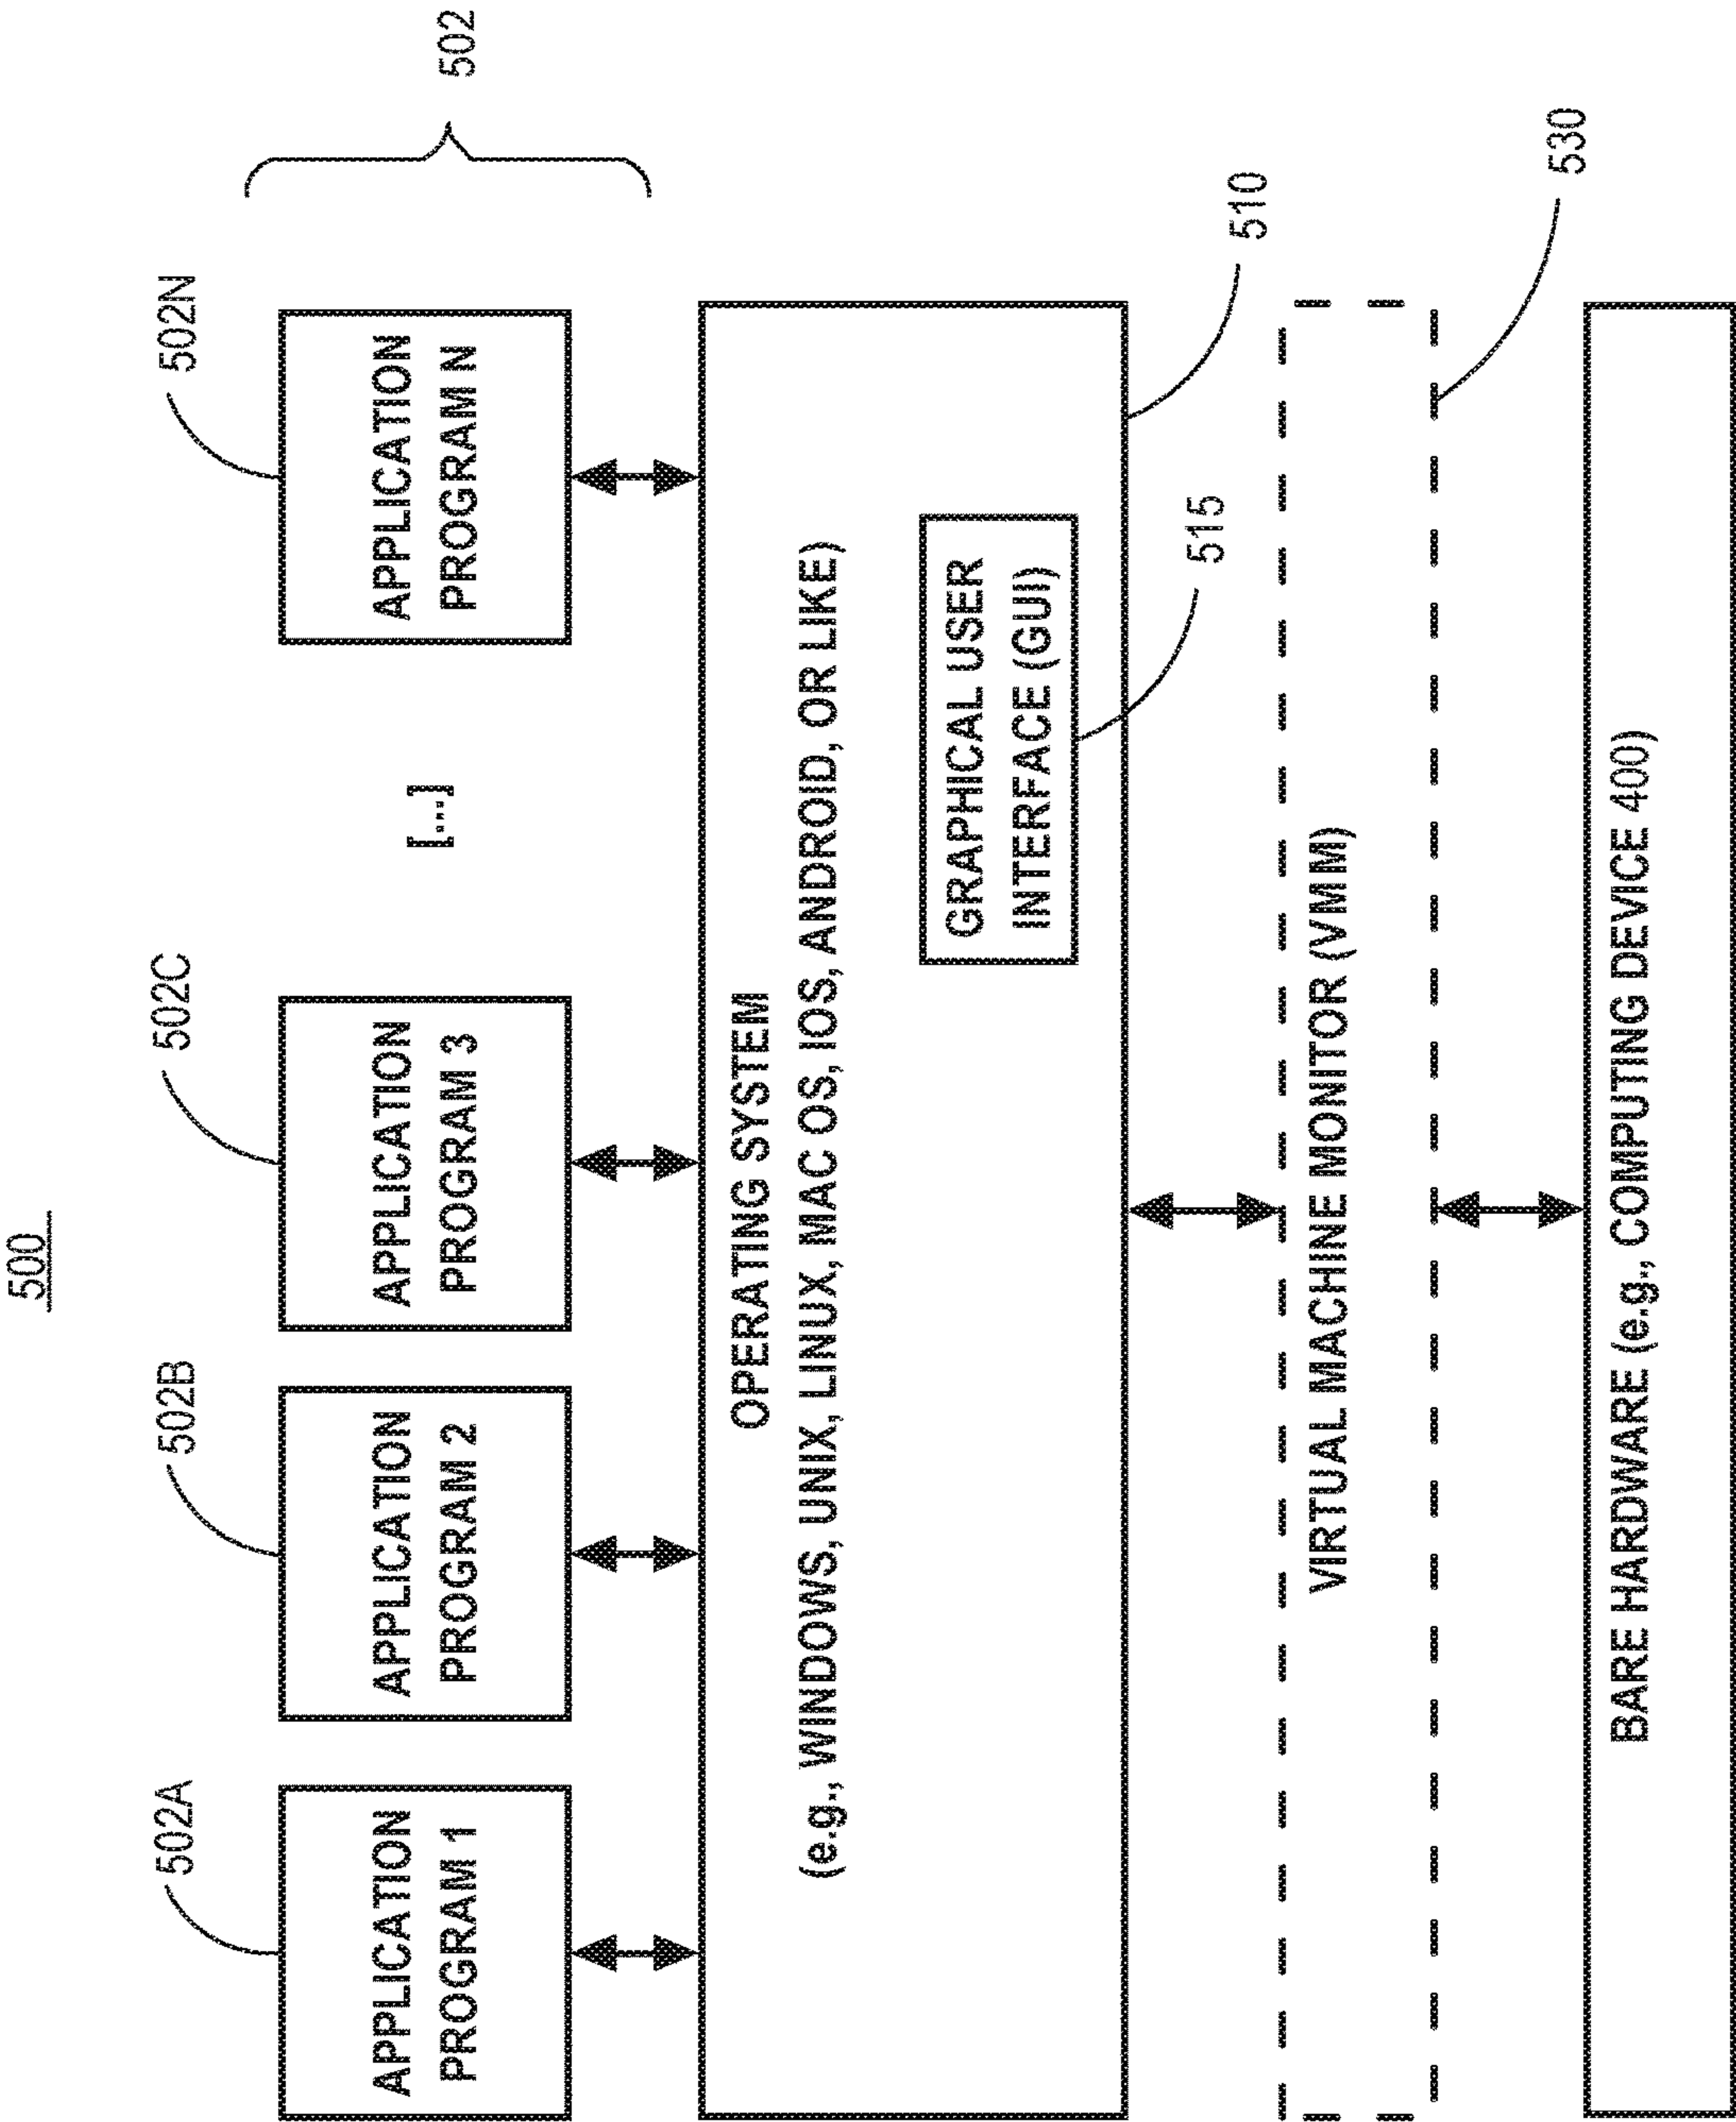 500
502A
502B
502C
502N
502
APPLICATION
PROGRAM 1
APPLICATION
PROGRAM 2
APPLICATION
PROGRAM 3
[...]
APPLICATION
PROGRAM N
OPERATING SYSTEM
(e.g., WINDOWS, UNIX, LINUX, MAC OS, IOS, ANDROID, OR LIKE)
GRAPHICAL USER
INTERFACE (GUI)
510
515
VIRTUAL MACHINE MONITOR (VMM)
530
BARE HARDWARE (e.g., COMPUTING DEVICE 400)